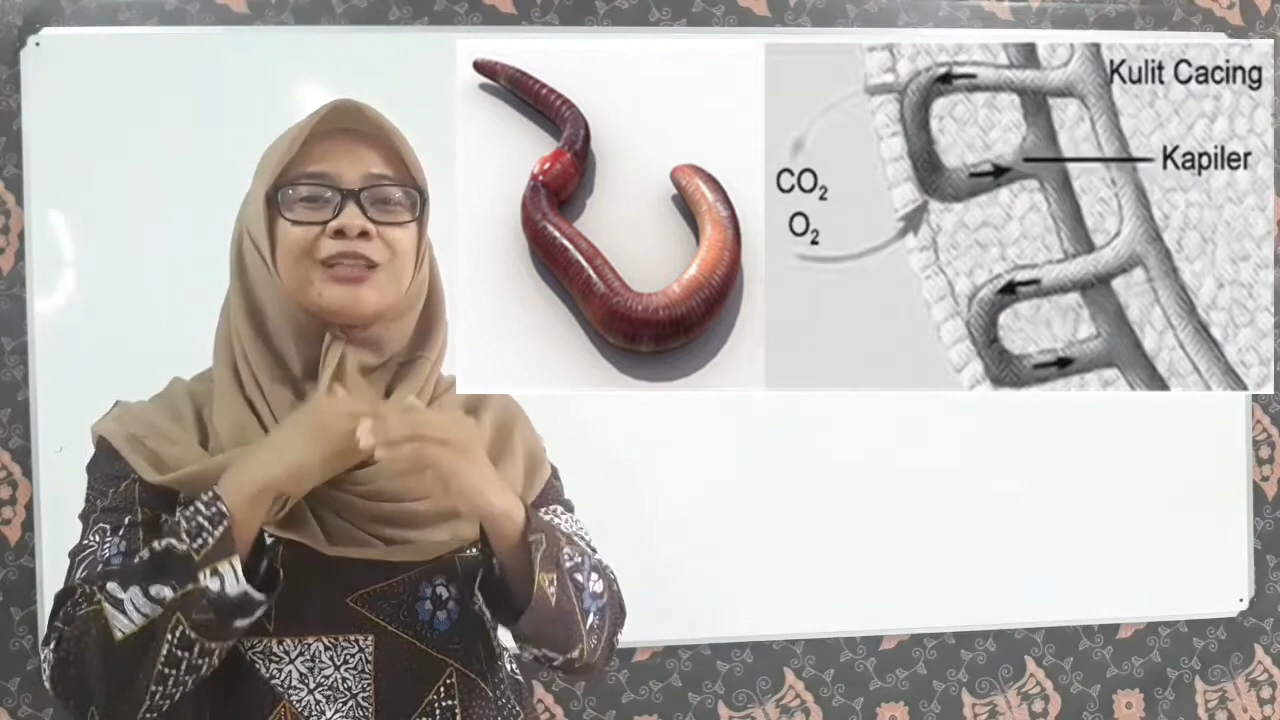 Kulit Cacing
Kapiler
CO₂
O₂